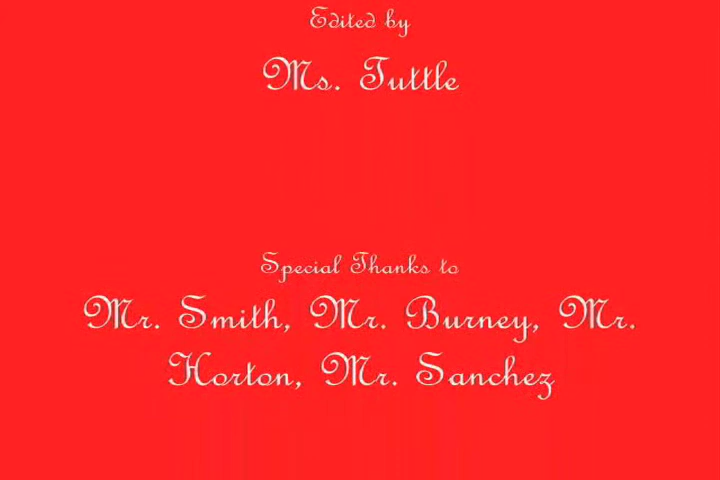 Edited by
Ms. Tuttle
Special Thanks to
Mr. Smith, Mr. Burney, Mr.
Horton, Mr. Sanchez